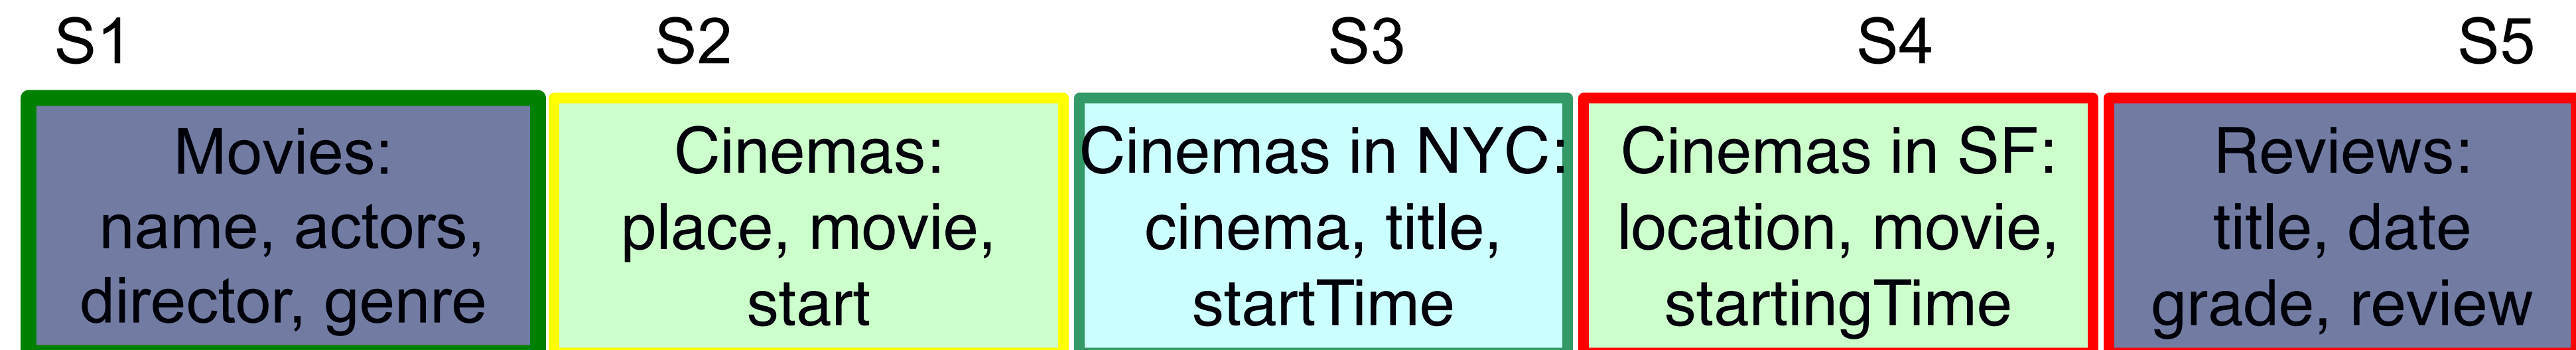 S1 S2 S3 S4 S5
Movies:
name, actors,
director, genre
Cinemas:
place, movie,
start
Cinemas in NYC:
cinema, title,
startTime
Cinemas in SF:
location, movie,
startingTime
Reviews:
title, date
grade, review